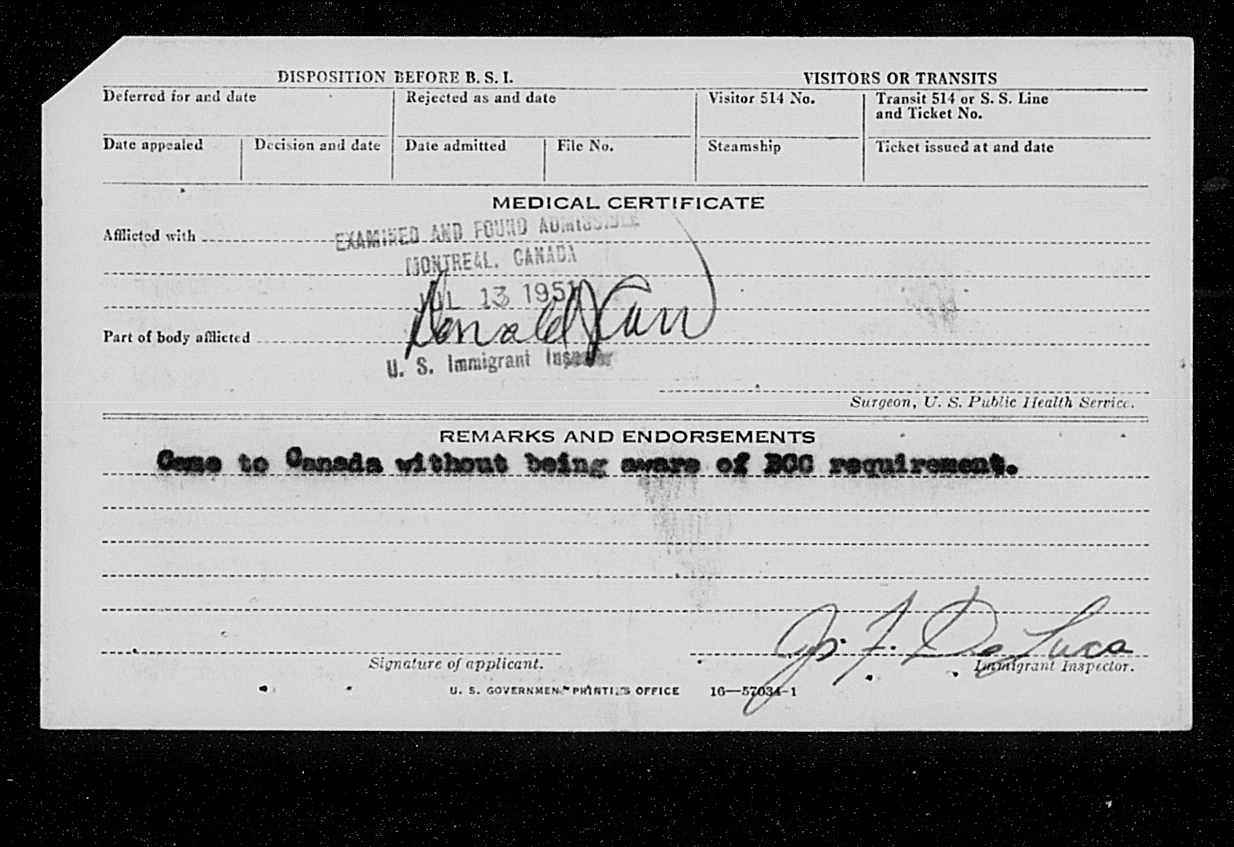 DISPOSITION BEFORE B. S. I.
VISITORS OR TRANSITS
Deferred for and date
Rejected as and date
Visitor 514 No.
Transit 514 or S. S. Line
and Ticket No.
Date appealed
Decision and date
Date admitted
File No.
Steamship
Ticket issued at and date
MEDICAL CERTIFICATE
Afflicted with
EXAMINED AND FOUND ADMISSIBLE
MONTREAL, CANADA
JUL 13 1951
Donald J Carr
Part of body afflicted
U. S. Immigrant Inspector
Surgeon, U. S. Public Health Service.
REMARKS AND ENDORSEMENTS
Came to Canada without being aware of BCC requirement.
F. De Luca
Signature of applicant.
Immigrant Inspector.
U. S. GOVERNMENT PRINTING OFFICE 16—57034-1